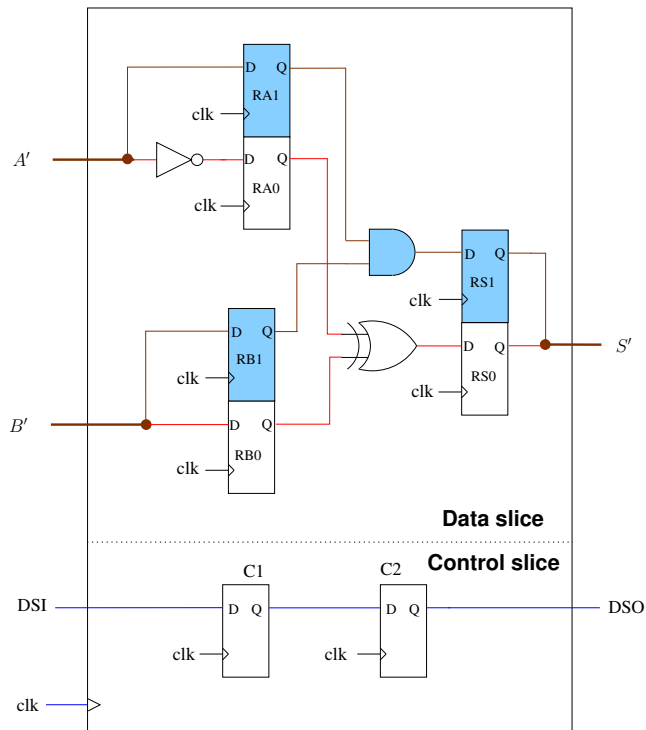 D Q
RA1
clk
A′
D Q
RA0
clk
D Q
RS1
clk
D Q
RB1
clk
D Q
RS0
clk
S′
B′
D Q
RB0
clk
Data slice
Control slice
C1 C2
DSI D Q D Q DSO
clk clk
clk